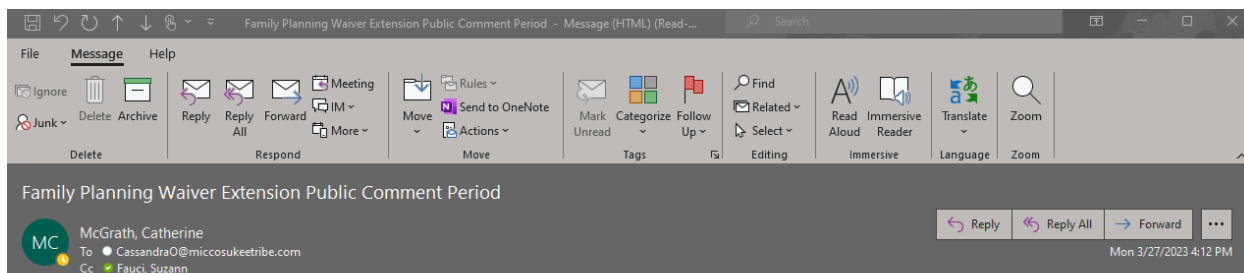 Family Planning Waiver Extension Public Comment Period - Message (HTML) (Read-...
Search
File Message Help
Ignore
Junk
Delete
Archive
Delete
Reply
Reply All
Forward
Meeting
IM
More
Respond
Move
Rules
Send to OneNote
Actions
Move
Mark Unread
Categorize
Follow Up
Tags
Find
Related
Select
Editing
Read Aloud
Immersive Reader
Immersive
Translate
Language
Zoom
Zoom
Family Planning Waiver Extension Public Comment Period
MC
McGrath, Catherine
To CassandraO@miccosukeetribe.com
Cc Fauci, Suzann
Reply
Reply All
Forward
Mon 3/27/2023 4:12 PM